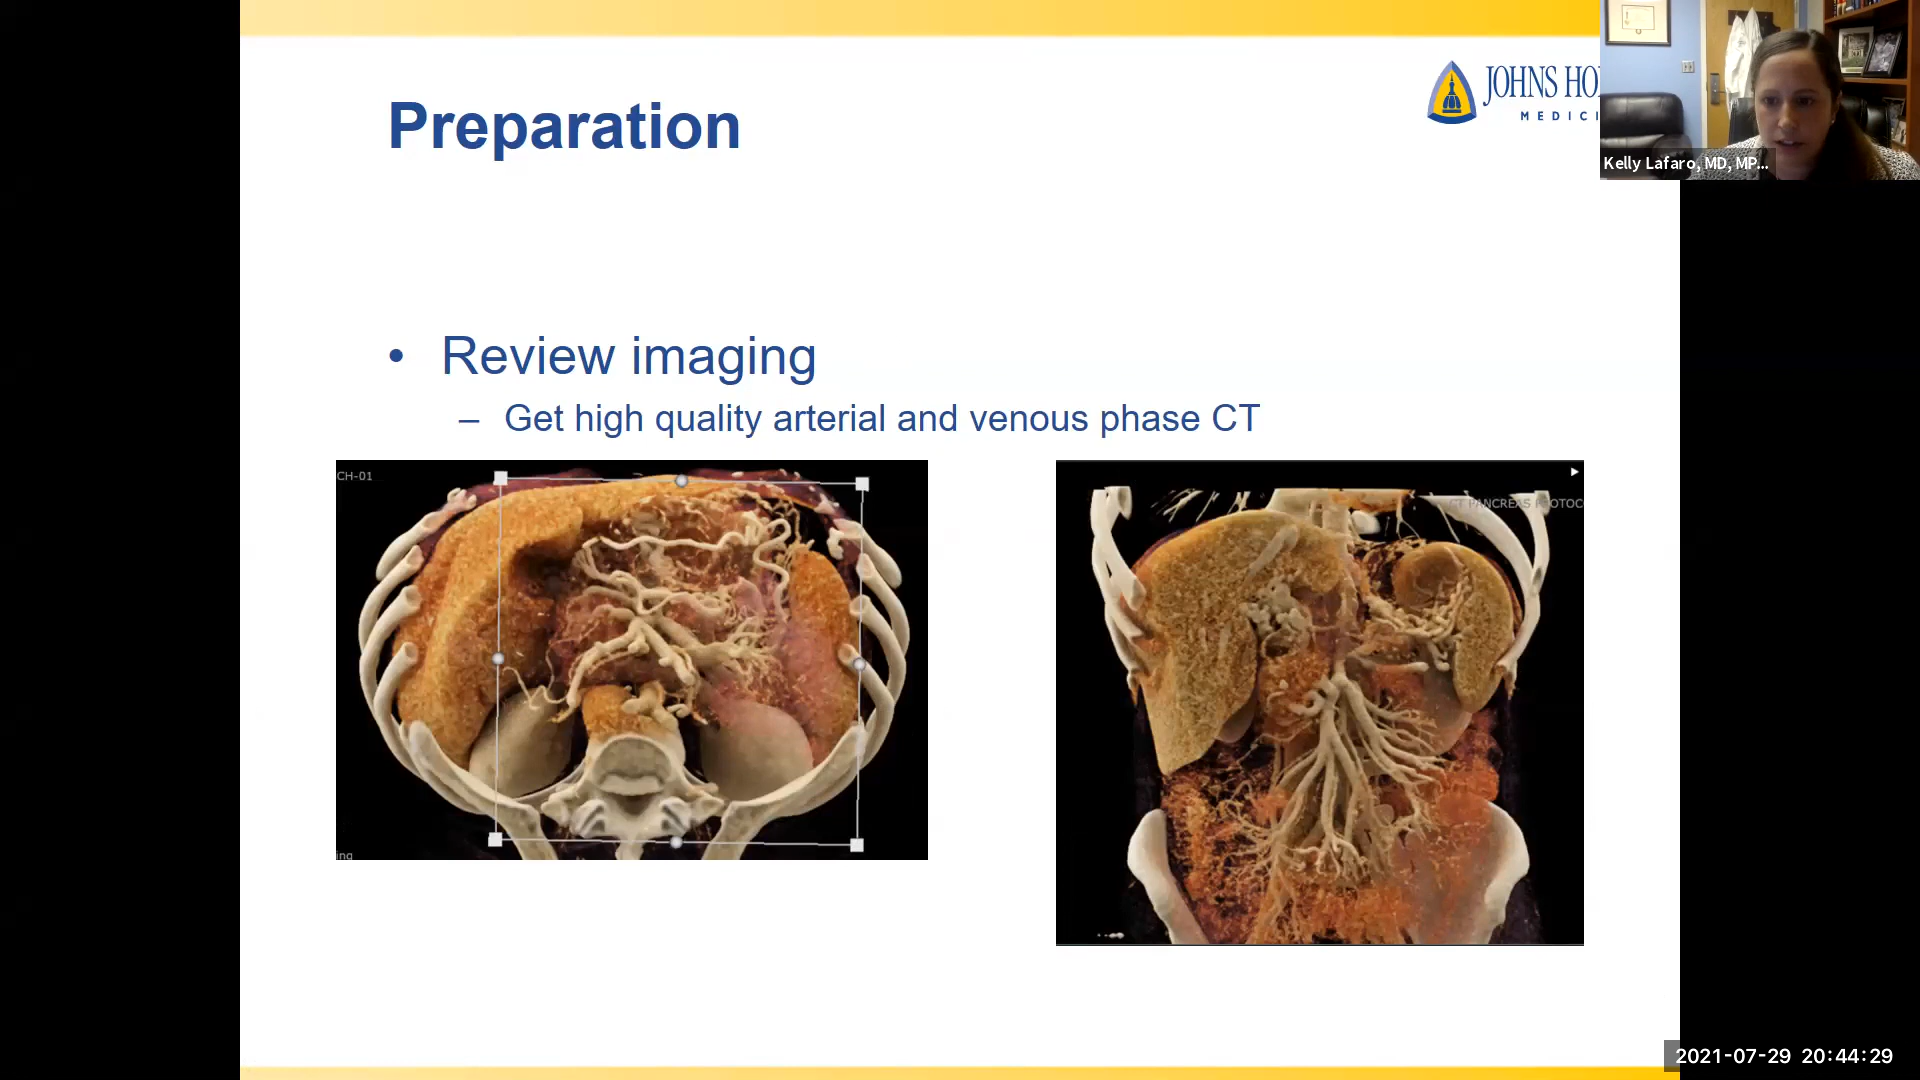 Preparation
JOHNS HO
MEDICI
Kelly Lafaro, MD, MP...
• Review imaging
– Get high quality arterial and venous phase CT
CH-01
CT PANCREAS PROTOC
ing
2021-07-29 20:44:29